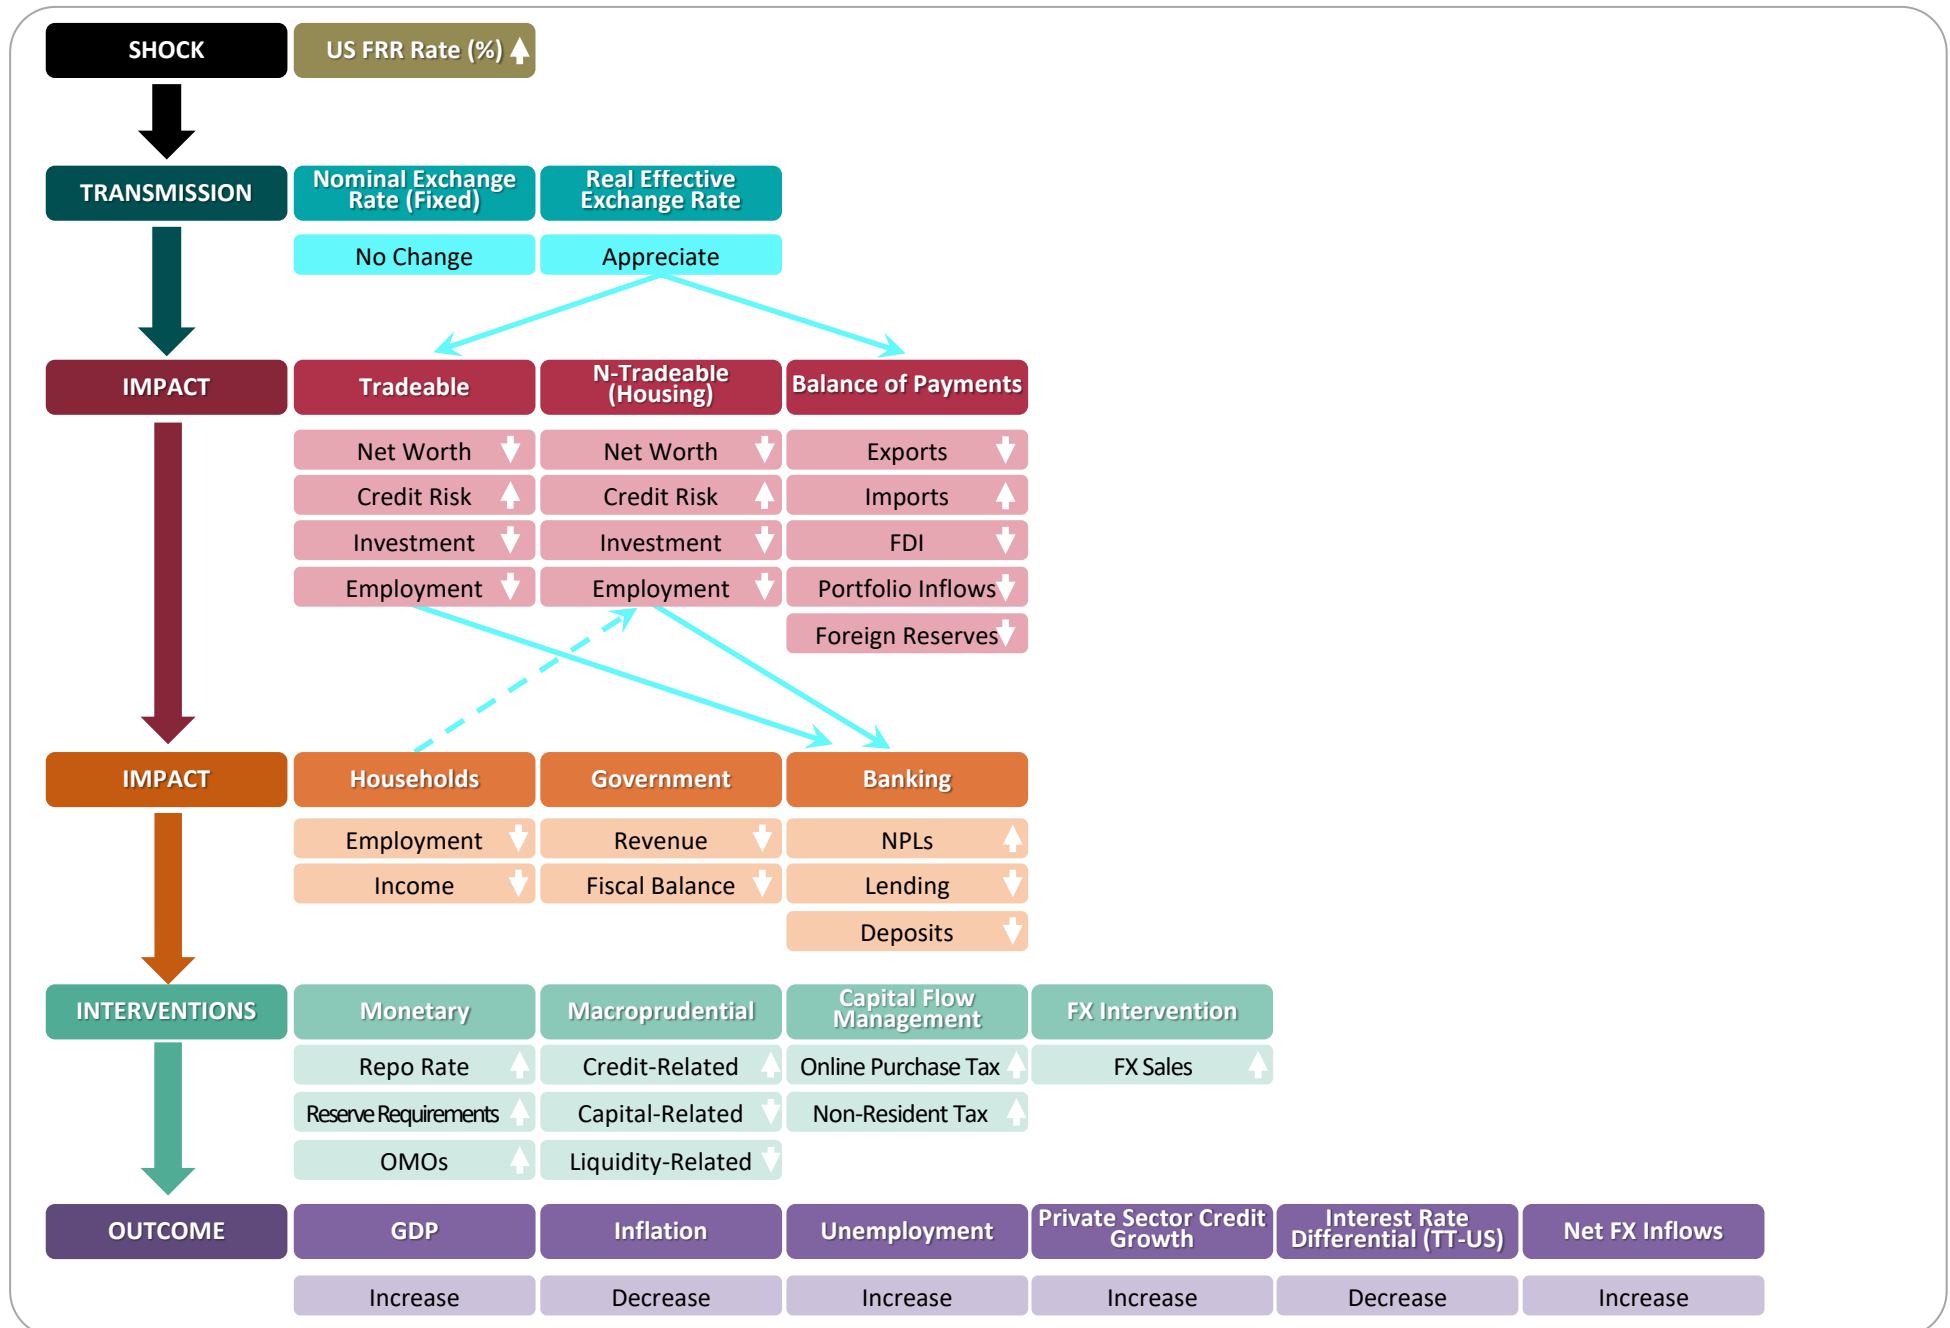 SHOCK
US FRR Rate (%)
TRANSMISSION
Nominal Exchange
Rate (Fixed)
Real Effective
Exchange Rate
No Change
Appreciate
IMPACT
Tradeable
N-Tradeable
(Housing)
Balance of Payments
Net Worth
Net Worth
Exports
Credit Risk
Credit Risk
Imports
Investment
Investment
FDI
Employment
Employment
Portfolio Inflows
Foreign Reserves
IMPACT
Households
Government
Banking
Employment
Revenue
NPLs
Income
Fiscal Balance
Lending
Deposits
INTERVENTIONS
Monetary
Macroprudential
Capital Flow
Management
FX Intervention
Repo Rate
Credit-Related
Online Purchase Tax
FX Sales
Reserve Requirements
Capital-Related
Non-Resident Tax
OMOs
Liquidity-Related
OUTCOME
GDP
Inflation
Unemployment
Private Sector Credit
Growth
Interest Rate
Differential (TT-US)
Net FX Inflows
Increase
Decrease
Increase
Increase
Decrease
Increase